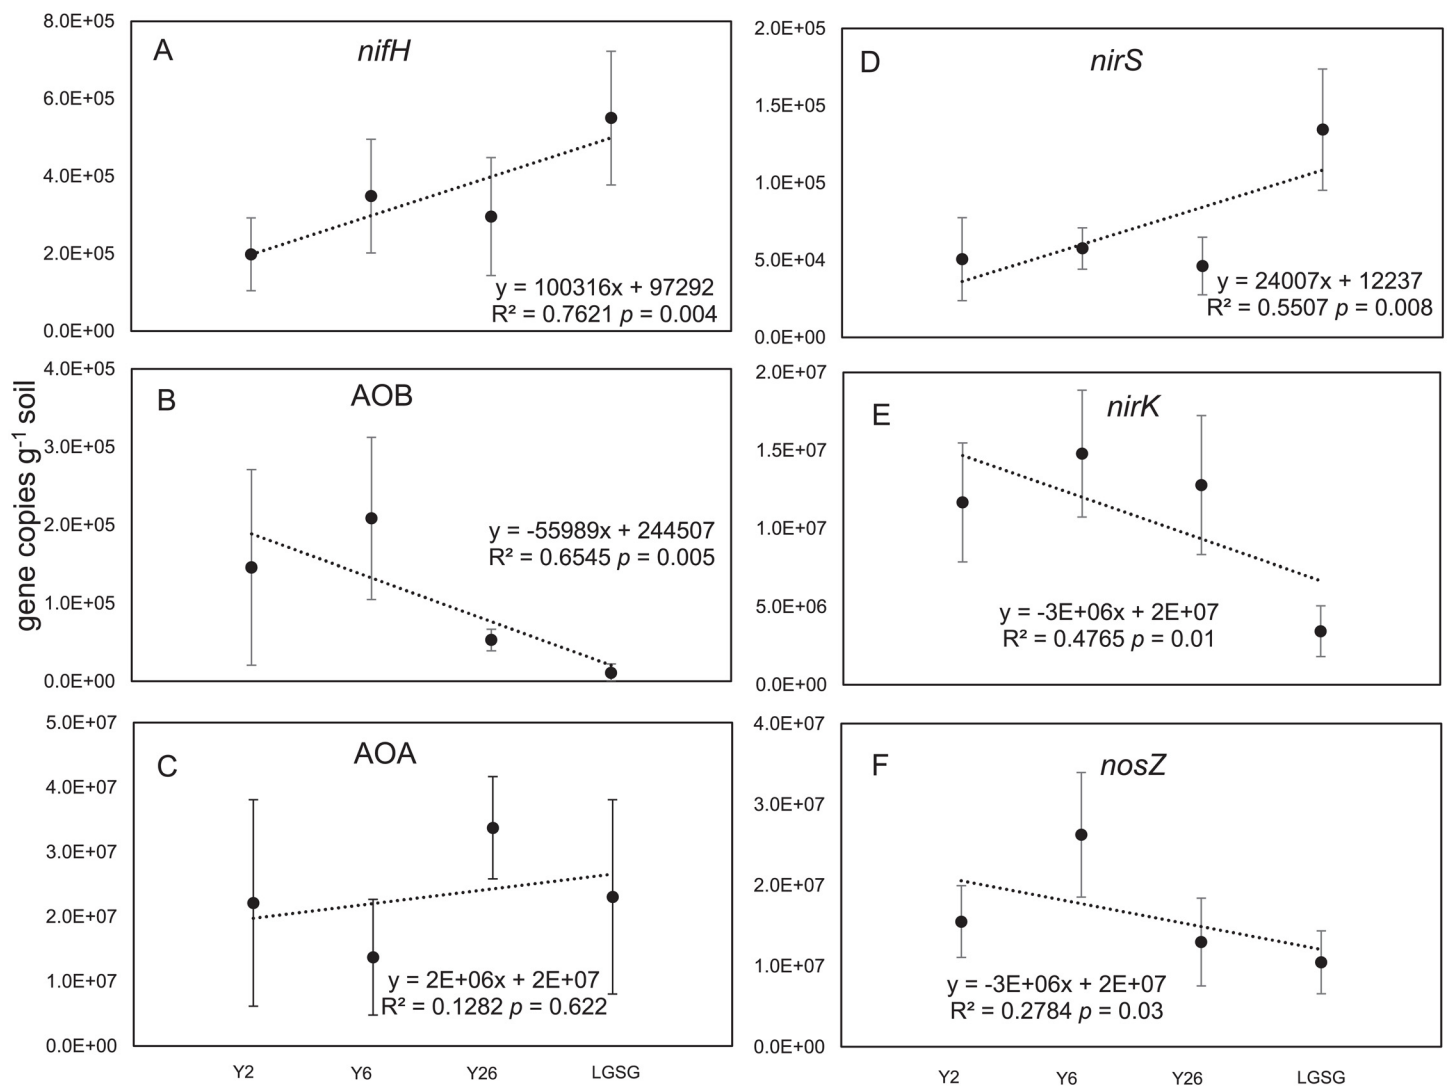 gene copies g⁻¹ soil
A
nifH
8.0E+05
6.0E+05
4.0E+05
2.0E+05
0.0E+00
y = 100316x + 97292
R² = 0.7621 p = 0.004
B
AOB
4.0E+05
3.0E+05
2.0E+05
1.0E+05
0.0E+00
y = -55989x + 244507
R² = 0.6545 p = 0.005
C
AOA
5.0E+07
4.0E+07
3.0E+07
2.0E+07
1.0E+07
0.0E+00
y = 2E+06x + 2E+07
R² = 0.1282 p = 0.622
Y2 Y6 Y26 LGSG
D
nirS
2.0E+05
1.5E+05
1.0E+05
5.0E+04
0.0E+00
y = 24007x + 12237
R² = 0.5507 p = 0.008
E
nirK
2.0E+07
1.5E+07
1.0E+07
5.0E+06
0.0E+00
y = -3E+06x + 2E+07
R² = 0.4765 p = 0.01
F
nosZ
4.0E+07
3.0E+07
2.0E+07
1.0E+07
0.0E+00
y = -3E+06x + 2E+07
R² = 0.2784 p = 0.03
Y2 Y6 Y26 LGSG